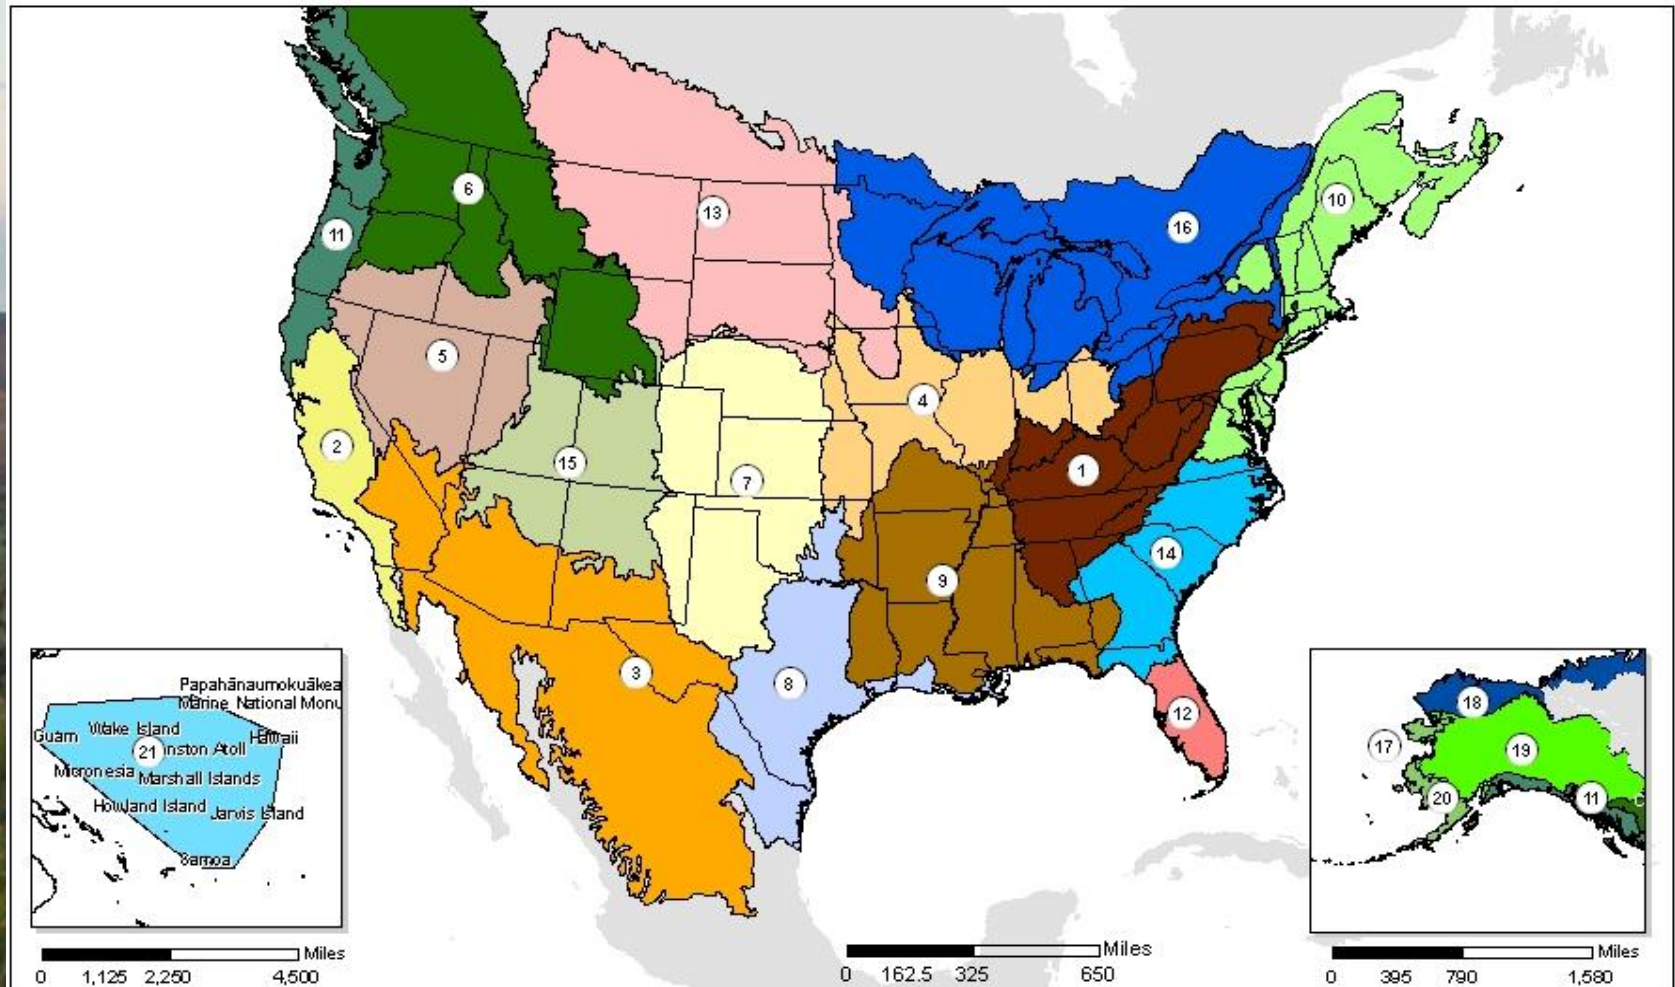 6
13
10
11
16
5
4
2
15
7
1
14
9
3
8
12
Papahānaumokuākea
Marine National Monu
Wake Island
Guam
21
nston Atoll
Hawaii
Micronesia
Marshall Islands
Howland Island
Jarvis Island
Samoa
18
17
19
20
11
Miles
0 1,125 2,250 4,500
Miles
0 162.5 325 650
Miles
0 395 790 1,580